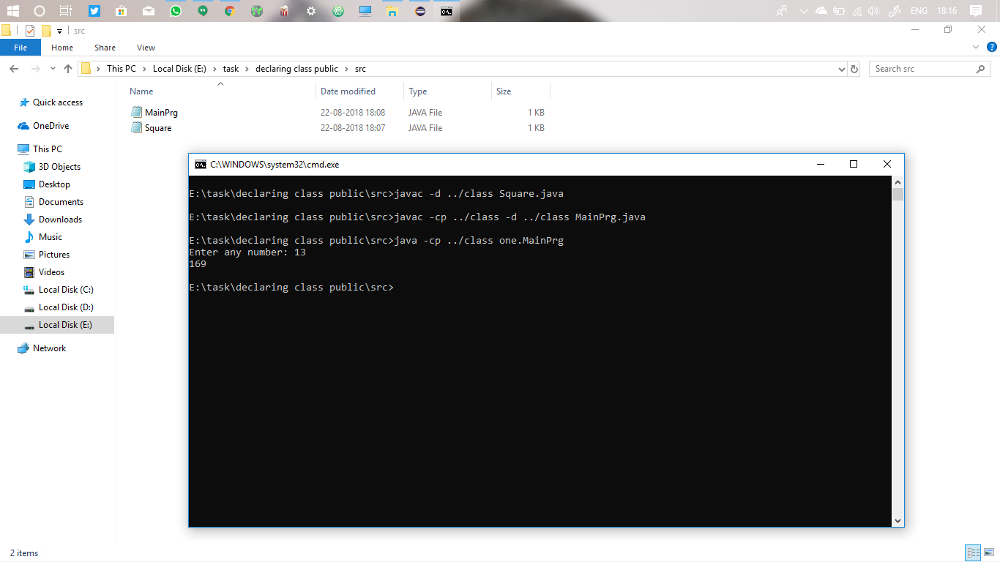 ENG 18:16
src
File Home Share View
This PC Local Disk (E:) task declaring class public src Search src
Name Date modified Type Size
Quick access
OneDrive
This PC
3D Objects
Desktop
Documents
Downloads
Music
Pictures
Videos
Local Disk (C:)
Local Disk (D:)
Local Disk (E:)
Network
MainPrg 22-08-2018 18:08 JAVA File 1 KB
Square 22-08-2018 18:07 JAVA File 1 KB
C:\WINDOWS\system32\cmd.exe
E:\task\declaring class public\src>javac -d ../class Square.java
E:\task\declaring class public\src>javac -cp ../class -d ../class MainPrg.java
E:\task\declaring class public\src>java -cp ../class one.MainPrg
Enter any number: 13
169
E:\task\declaring class public\src>
2 items